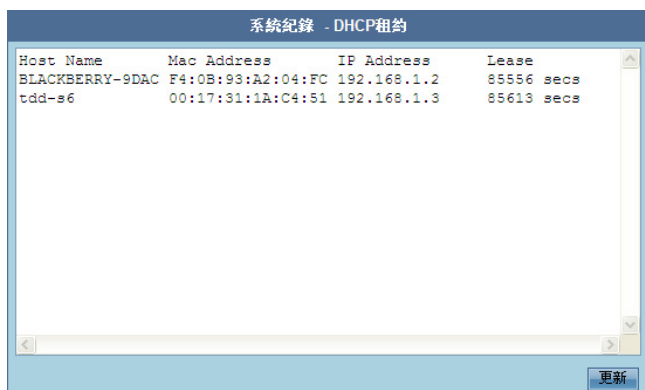 系統紀錄 - DHCP租約
Host Name Mac Address IP Address Lease
BLACKBERRY-9DAC F4:0B:93:A2:04:FC 192.168.1.2 85556 secs
tdd-s6 00:17:31:1A:C4:51 192.168.1.3 85613 secs
更新